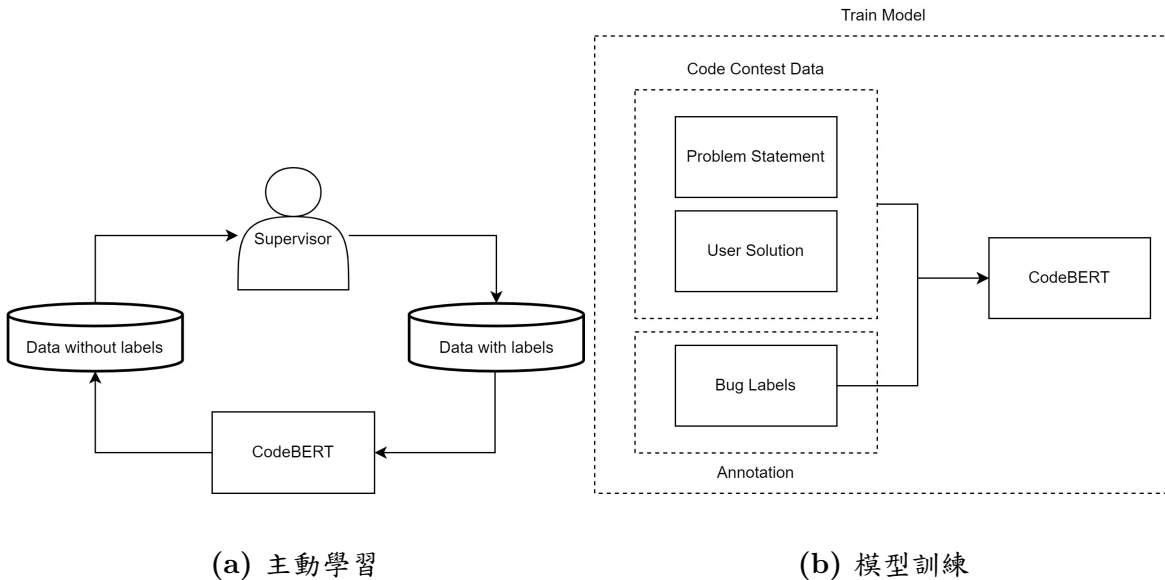 Supervisor
Data without labels
Data with labels
CodeBERT
(a) 主動學習
Train Model
Code Contest Data
Problem Statement
User Solution
CodeBERT
Bug Labels
Annotation
(b) 模型訓練